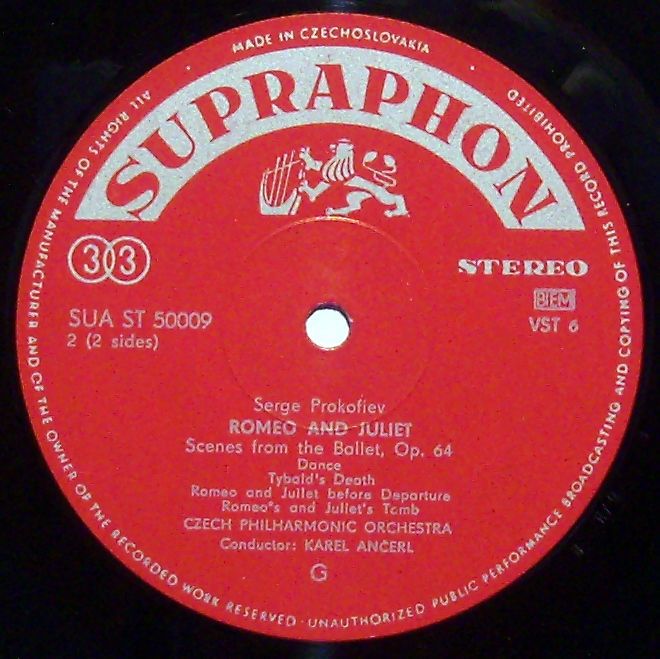 MADE IN CZECHOSLOVAKIA
SUPRAPHON
33
STEREO
SUA ST 50009
2 (2 sides)
BIEM
VST 6
Serge Prokofiev
ROMEO AND JULIET
Scenes from the Ballet, Op. 64
Dance
Tybald's Death
Romeo and Juliet before Departure
Romeo's and Juliet's Tomb
CZECH PHILHARMONIC ORCHESTRA
Conductor: KAREL ANČERL
G
ALL RIGHTS OF THE MANUFACTURER AND OF THE OWNER OF THE RECORDED WORK RESERVED · UNAUTHORIZED PUBLIC PERFORMANCE BROADCASTING AND COPYING OF THIS RECORD PROHIBITED